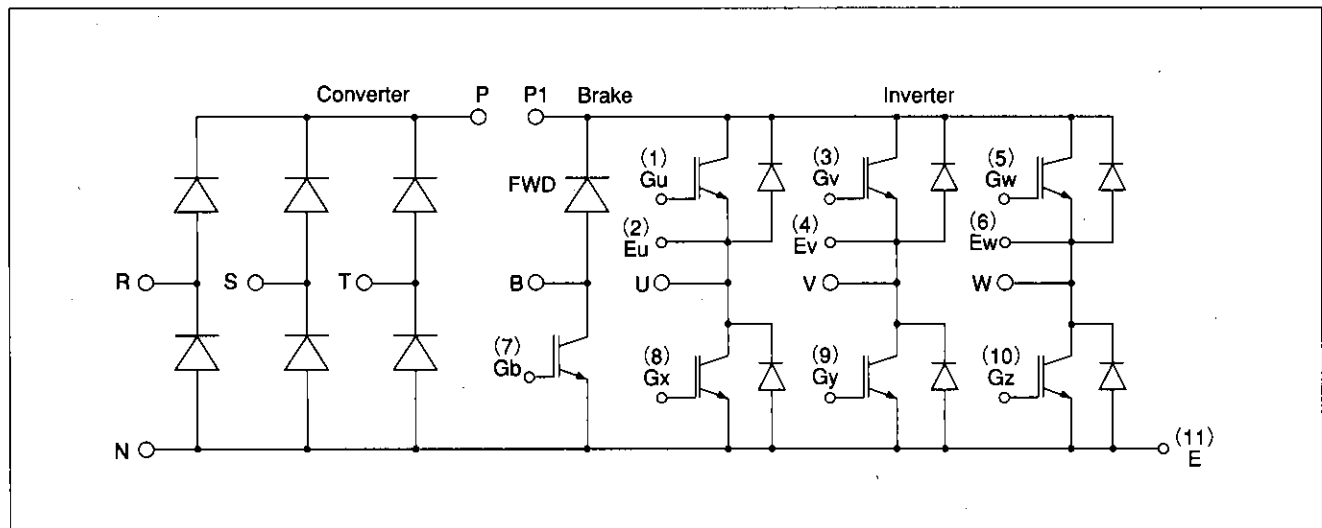 Converter P P1 Brake Inverter
(1)
Gu
(3)
Gv
(5)
Gw
FWD
(2)
Eu
(4)
Ev
(6)
Ew
R S T B U V W
(7)
Gb
(8)
Gx
(9)
Gy
(10)
Gz
N
(11)
E